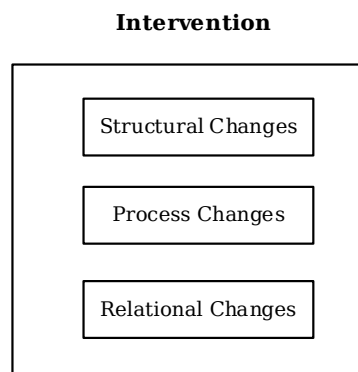 Intervention
Structural Changes
Process Changes
Relational Changes